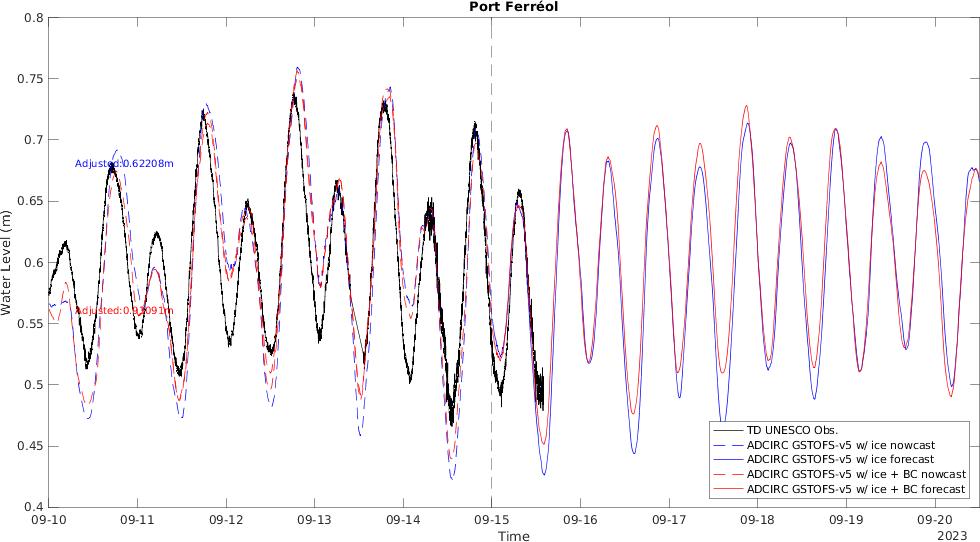 Port Ferréol
0.8
0.75
0.7
0.65
0.6
0.55
0.5
0.45
0.4
Water Level (m)
Adjusted:0.62208m
TD UNESCO Obs.
ADCIRC GSTOFS-v5 w/ ice nowcast
ADCIRC GSTOFS-v5 w/ ice forecast
ADCIRC GSTOFS-v5 w/ ice + BC nowcast
ADCIRC GSTOFS-v5 w/ ice + BC forecast
09-10 09-11 09-12 09-13 09-14 09-15 09-16 09-17 09-18 09-19 09-20
2023
Time